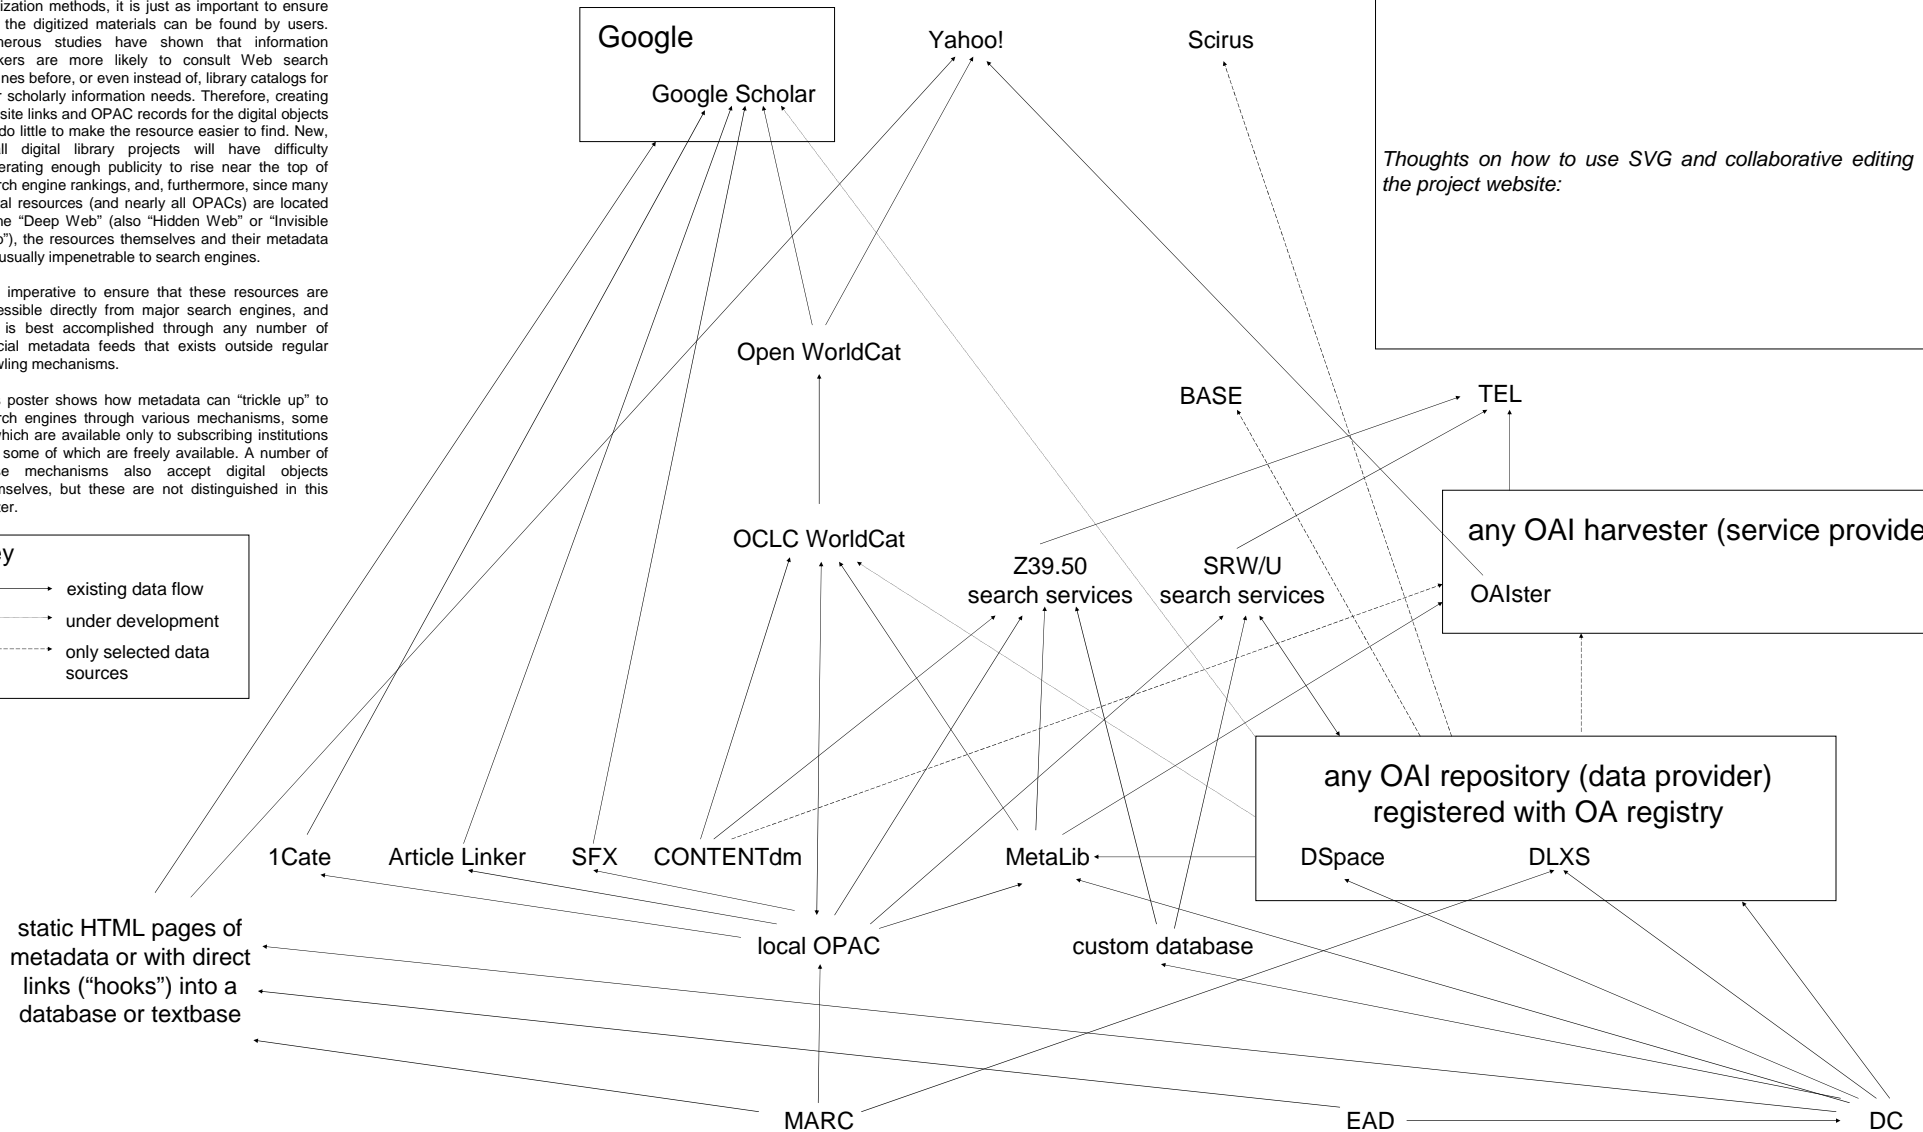 ization methods, it is just as important to ensure
the digitized materials can be found by users.
erous studies have shown that information
kers are more likely to consult Web search
nes before, or even instead of, library catalogs for
r scholarly information needs. Therefore, creating
site links and OPAC records for the digital objects
do little to make the resource easier to find. New,
ll digital library projects will have difficulty
erating enough publicity to rise near the top of
rch engine rankings, and, furthermore, since many
al resources (and nearly all OPACs) are located
he “Deep Web” (also “Hidden Web” or “Invisible
b”), the resources themselves and their metadata
usually impenetrable to search engines.
imperative to ensure that these resources are
essible directly from major search engines, and
is best accomplished through any number of
cial metadata feeds that exists outside regular
wling mechanisms.
s poster shows how metadata can “trickle up” to
rch engines through various mechanisms, some
which are available only to subscribing institutions
some of which are freely available. A number of
se mechanisms also accept digital objects
mselves, but these are not distinguished in this
ter.
ey
existing data flow
under development
only selected data
sources
Google
Google Scholar
Yahoo!
Scirus
Thoughts on how to use SVG and collaborative editing
the project website:
Open WorldCat
BASE
TEL
OCLC WorldCat
Z39.50
search services
SRW/U
search services
any OAI harvester (service provide
OAIster
any OAI repository (data provider)
registered with OA registry
DSpace
DLXS
1Cate
Article Linker
SFX
CONTENTdm
MetaLib
static HTML pages of
metadata or with direct
links (“hooks”) into a
database or textbase
local OPAC
custom database
MARC
EAD
DC